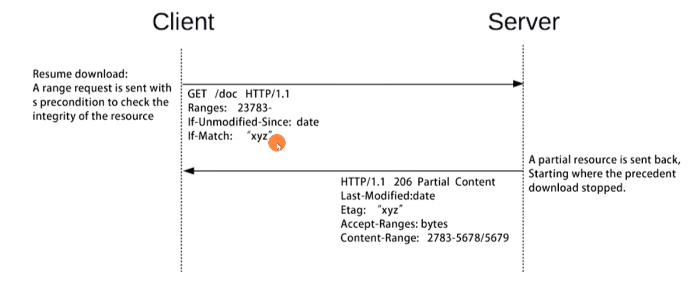 Client
Server
Resume download:
A range request is sent with
s precondition to check the
integrity of the resource
GET /doc HTTP/1.1
Ranges: 23783-
If-Unmodified-Since: date
If-Match: "xyz"
A partial resource is sent back,
Starting where the precedent
download stopped.
HTTP/1.1 206 Partial Content
Last-Modified:date
Etag: "xyz"
Accept-Ranges: bytes
Content-Range: 2783-5678/5679